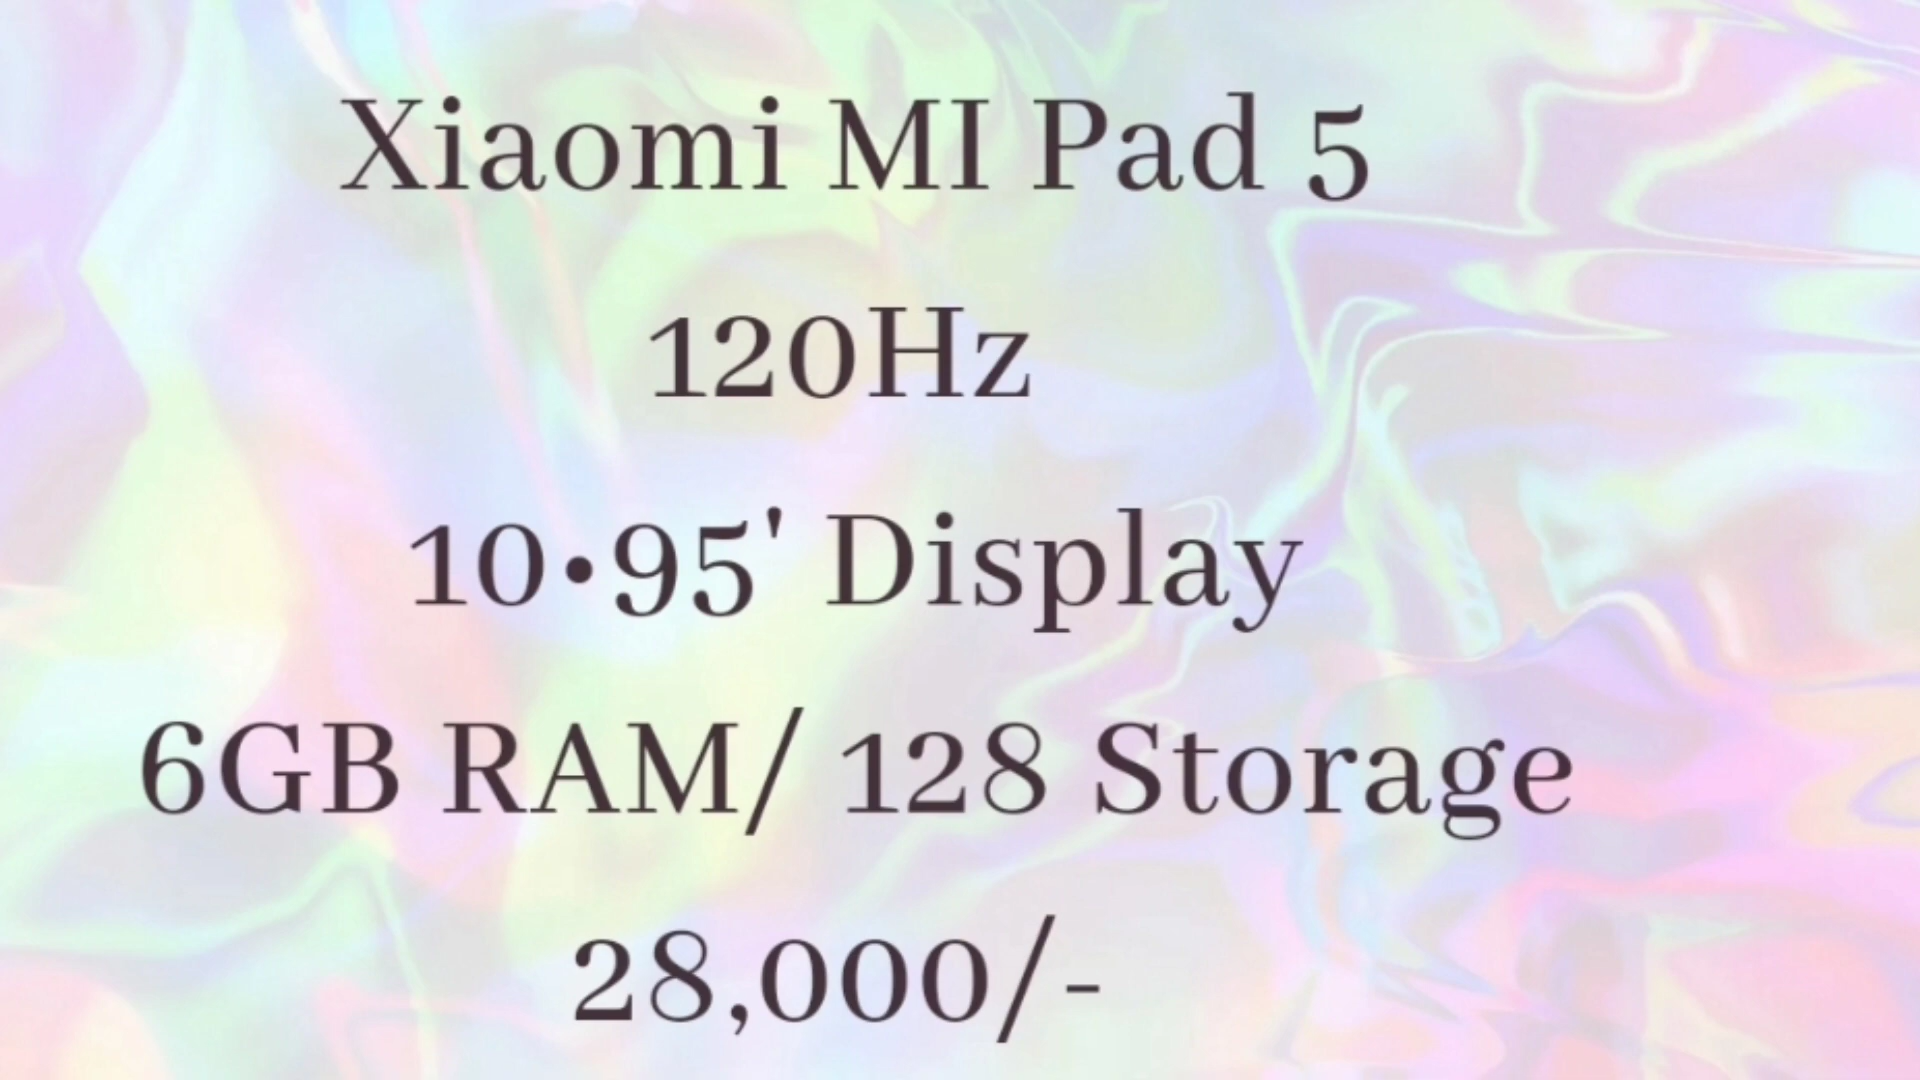 Xiaomi MI Pad 5
120Hz
10•95' Display
6GB RAM/ 128 Storage
28,000/-